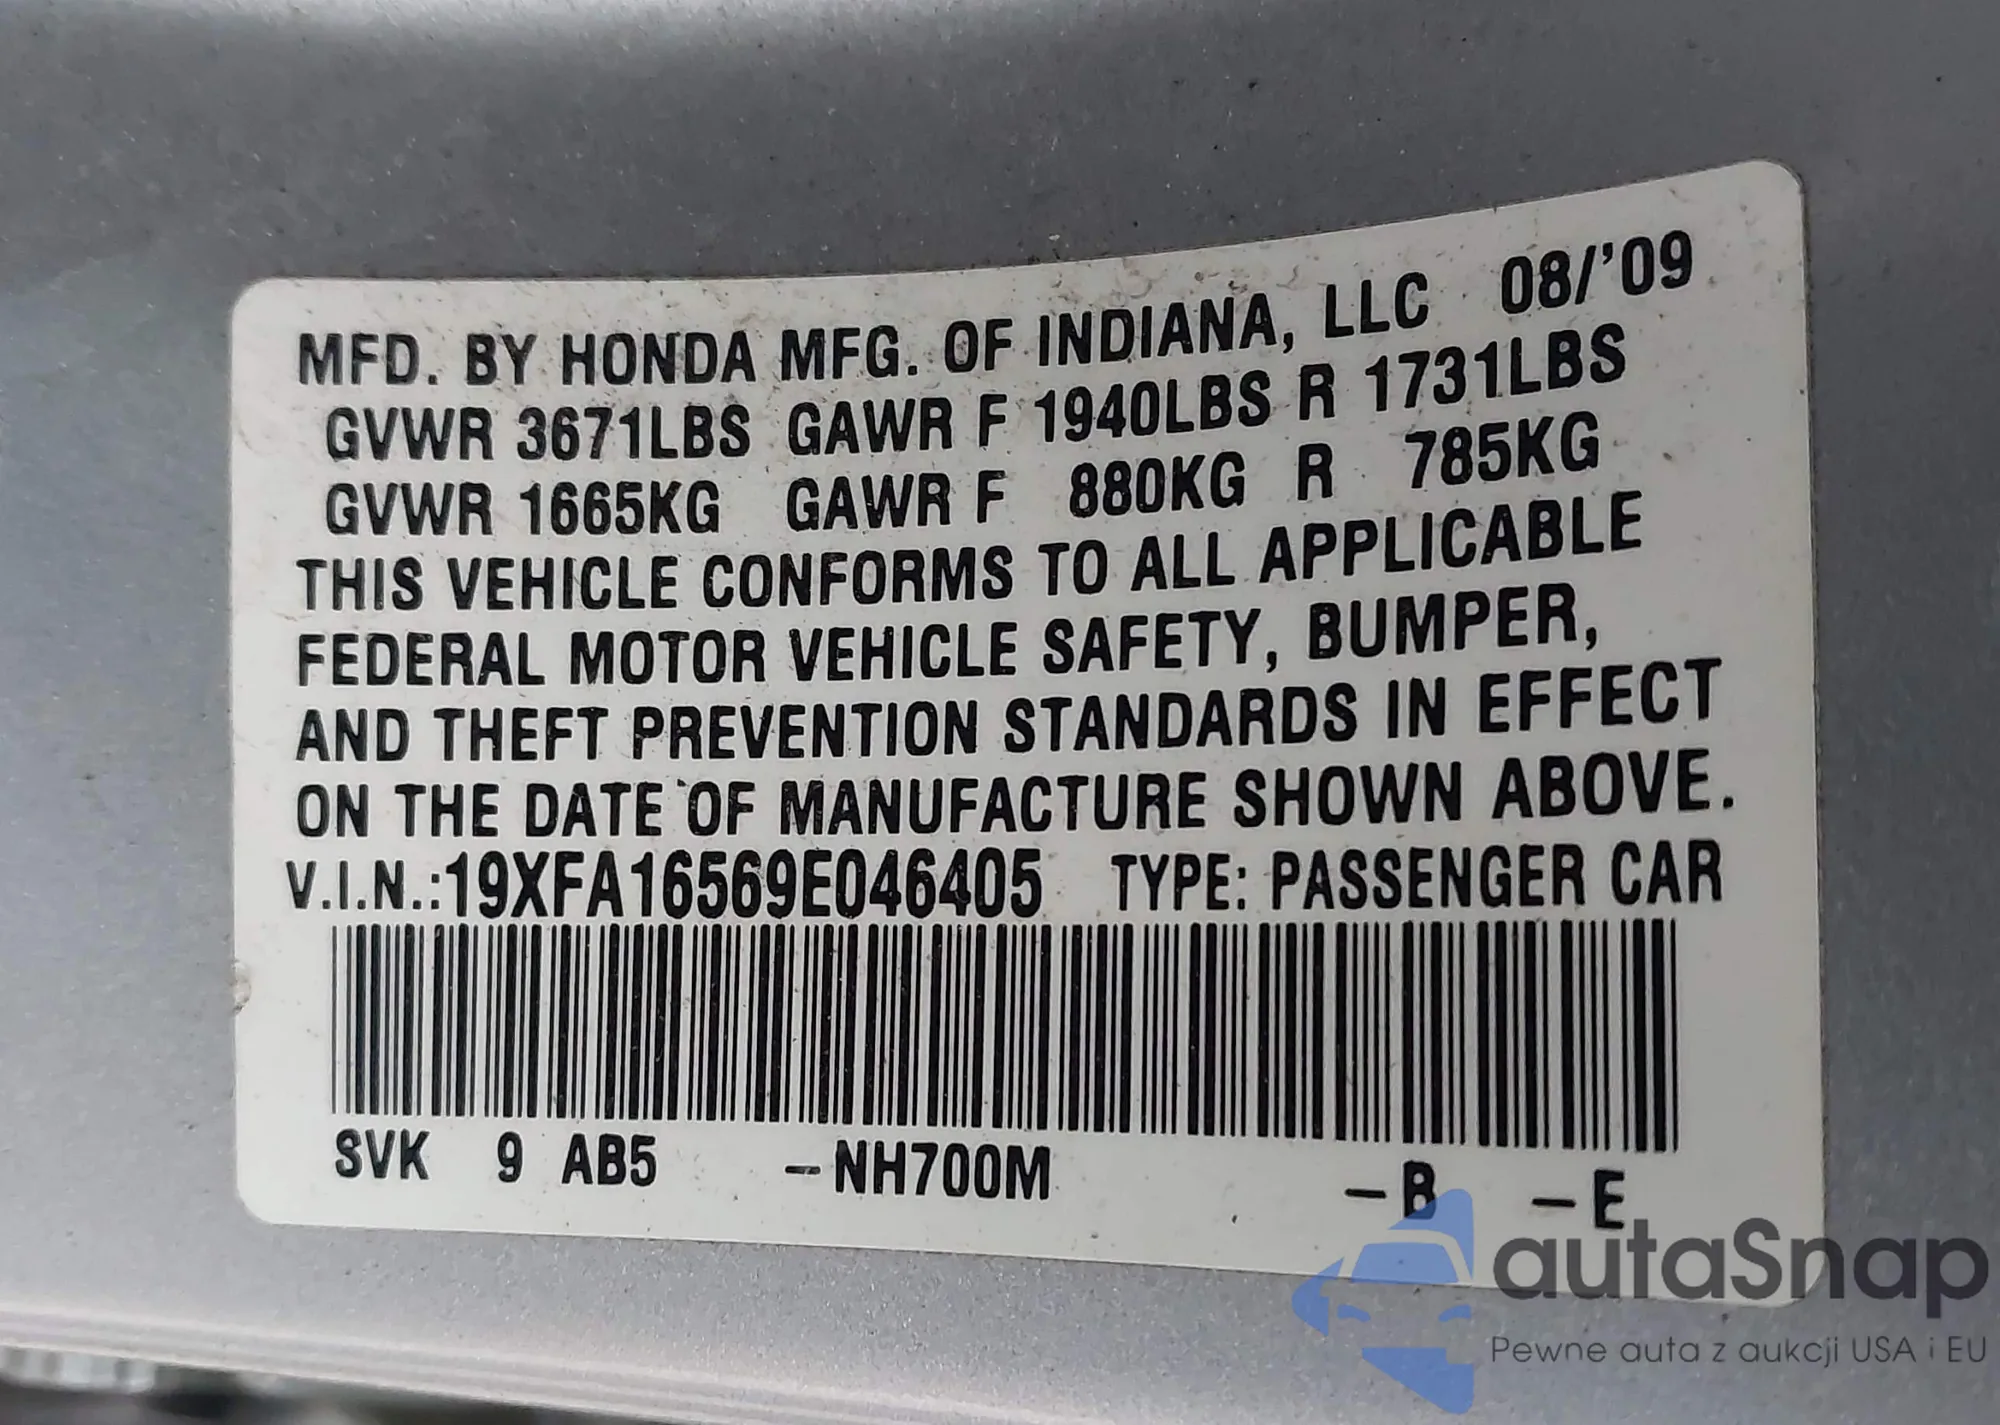 MFD. BY HONDA MFG. OF INDIANA, LLC 08/'09
GVWR 3671LBS GAWR F 1940LBS R 1731LBS
GVWR 1665KG GAWR F 880KG R 785KG
THIS VEHICLE CONFORMS TO ALL APPLICABLE
FEDERAL MOTOR VEHICLE SAFETY, BUMPER,
AND THEFT PREVENTION STANDARDS IN EFFECT
ON THE DATE OF MANUFACTURE SHOWN ABOVE.
V.I.N.:19XFA16569E046405 TYPE: PASSENGER CAR
SVK 9 AB5 -NH700M -B -E
autaSnap
Pewne auta z aukcji USA i EU